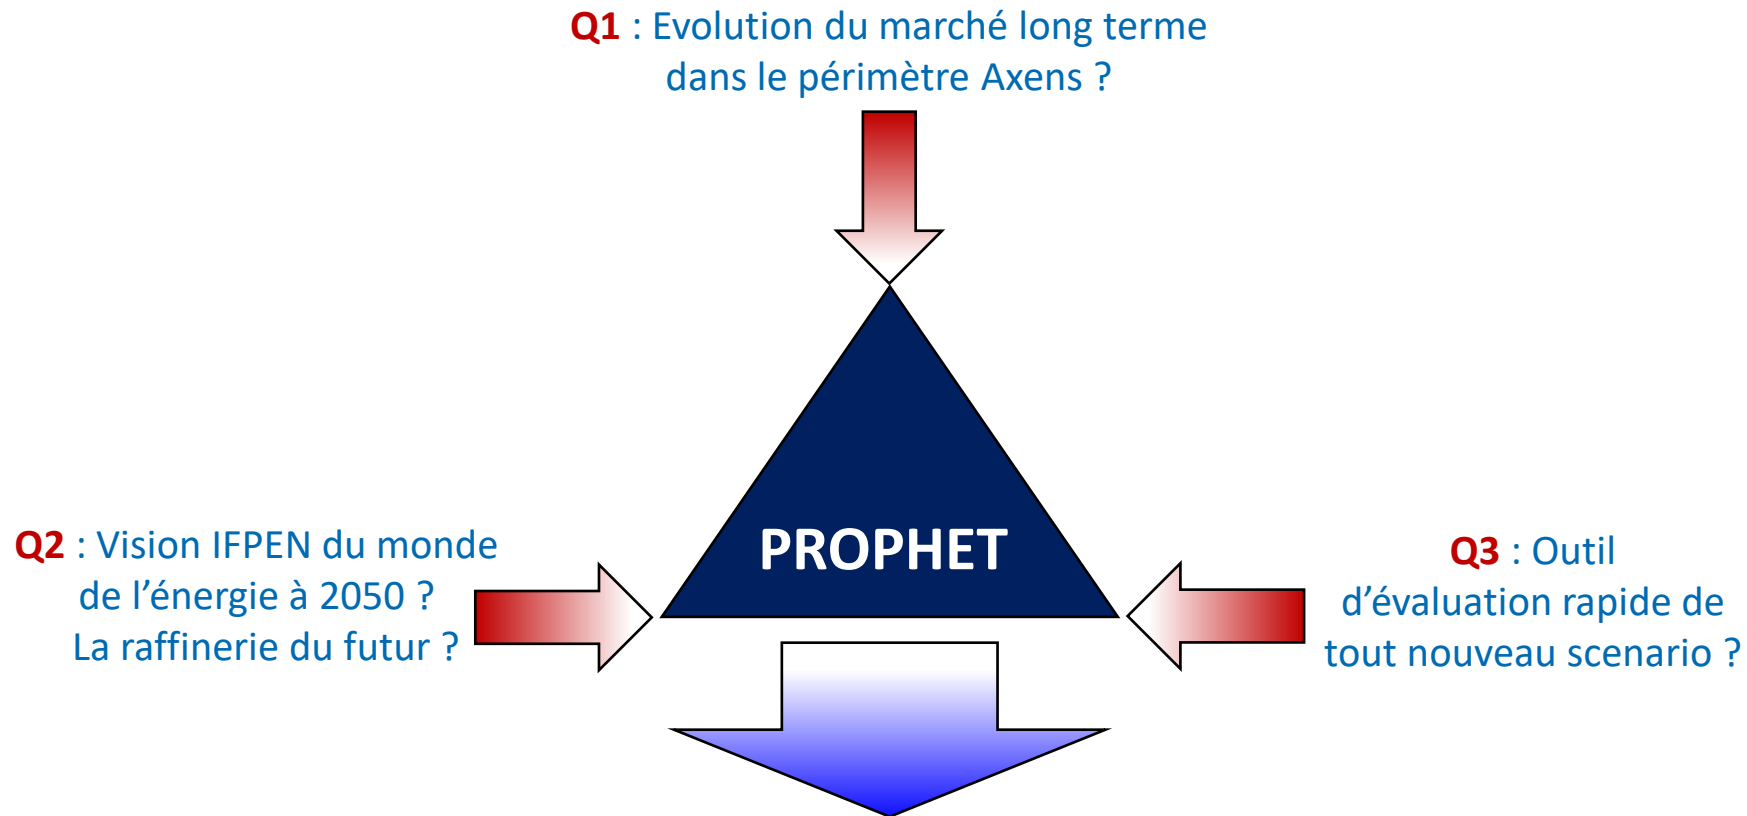 Q1 : Evolution du marché long terme
dans le périmètre Axens ?
PROPHET
Q2 : Vision IFPEN du monde
de l’énergie à 2050 ?
La raffinerie du futur ?
Q3 : Outil
d’évaluation rapide de
tout nouveau scenario ?